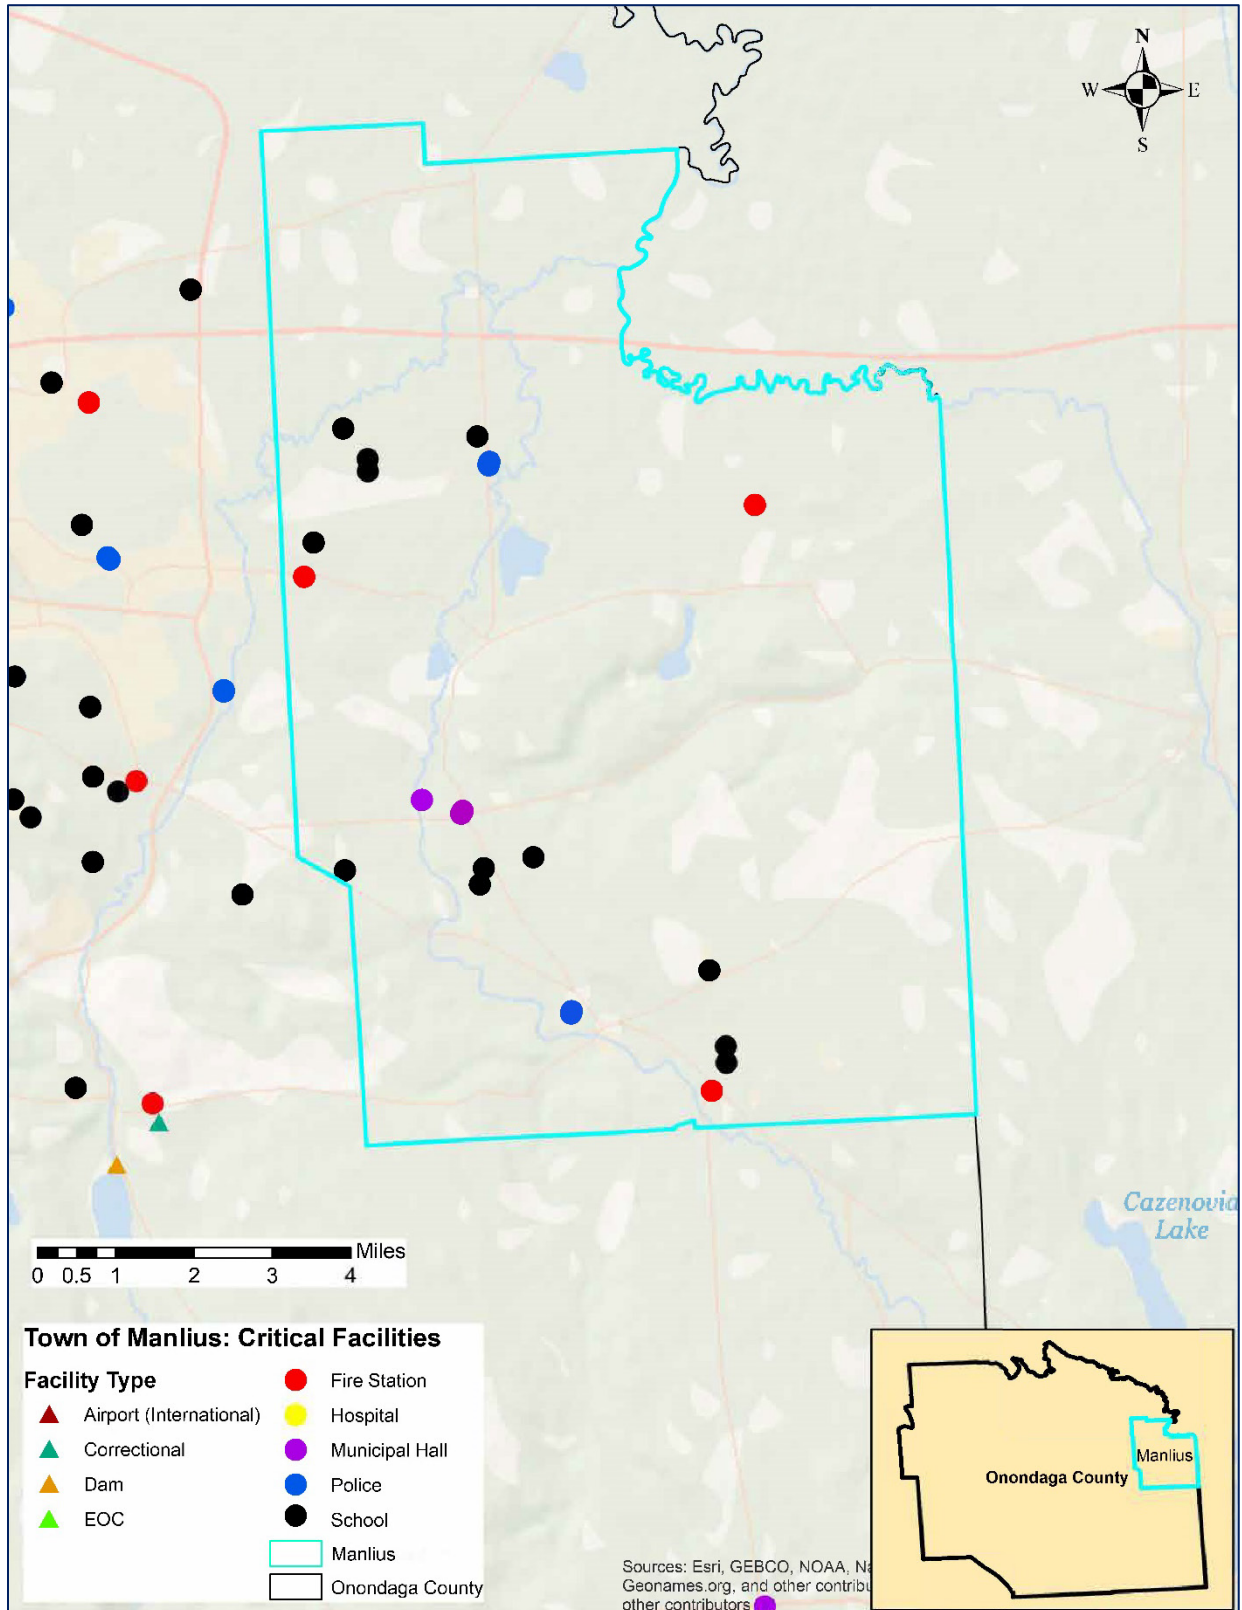 N
W E
S
Cazenovia
Lake
Miles
0 0.5 1 2 3 4
Town of Manlius: Critical Facilities
Facility Type
Airport (International)
Correctional
Dam
EOC
Fire Station
Hospital
Municipal Hall
Police
School
Manlius
Onondaga County
Sources: Esri, GEBCO, NOAA, Na
Geonames.org, and other contribu
other contributors
Manlius
Onondaga County